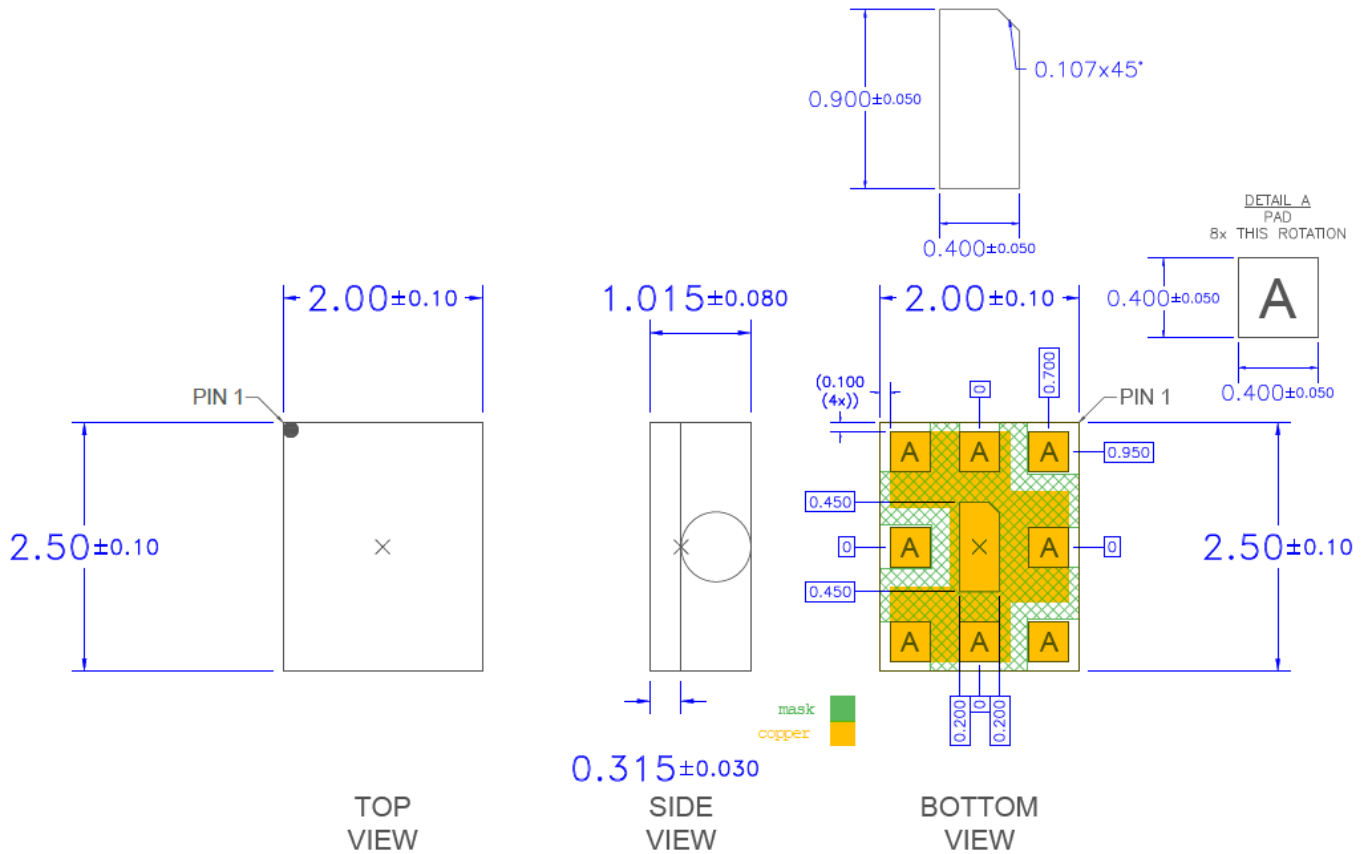 0.107x45°
0.900±0.050
0.400±0.050
DETAIL A
PAD
8x THIS ROTATION
0.400±0.050
A
0.400±0.050
2.00±0.10
1.015±0.080
2.00±0.10
PIN 1
(0.100
(4x))
0
0.700
PIN 1
A
A
A
0.950
0.450
2.50±0.10
0
A
A
0
2.50±0.10
0.450
A
A
A
0.200
0
0.200
mask
copper
0.315±0.030
TOP
VIEW
SIDE
VIEW
BOTTOM
VIEW